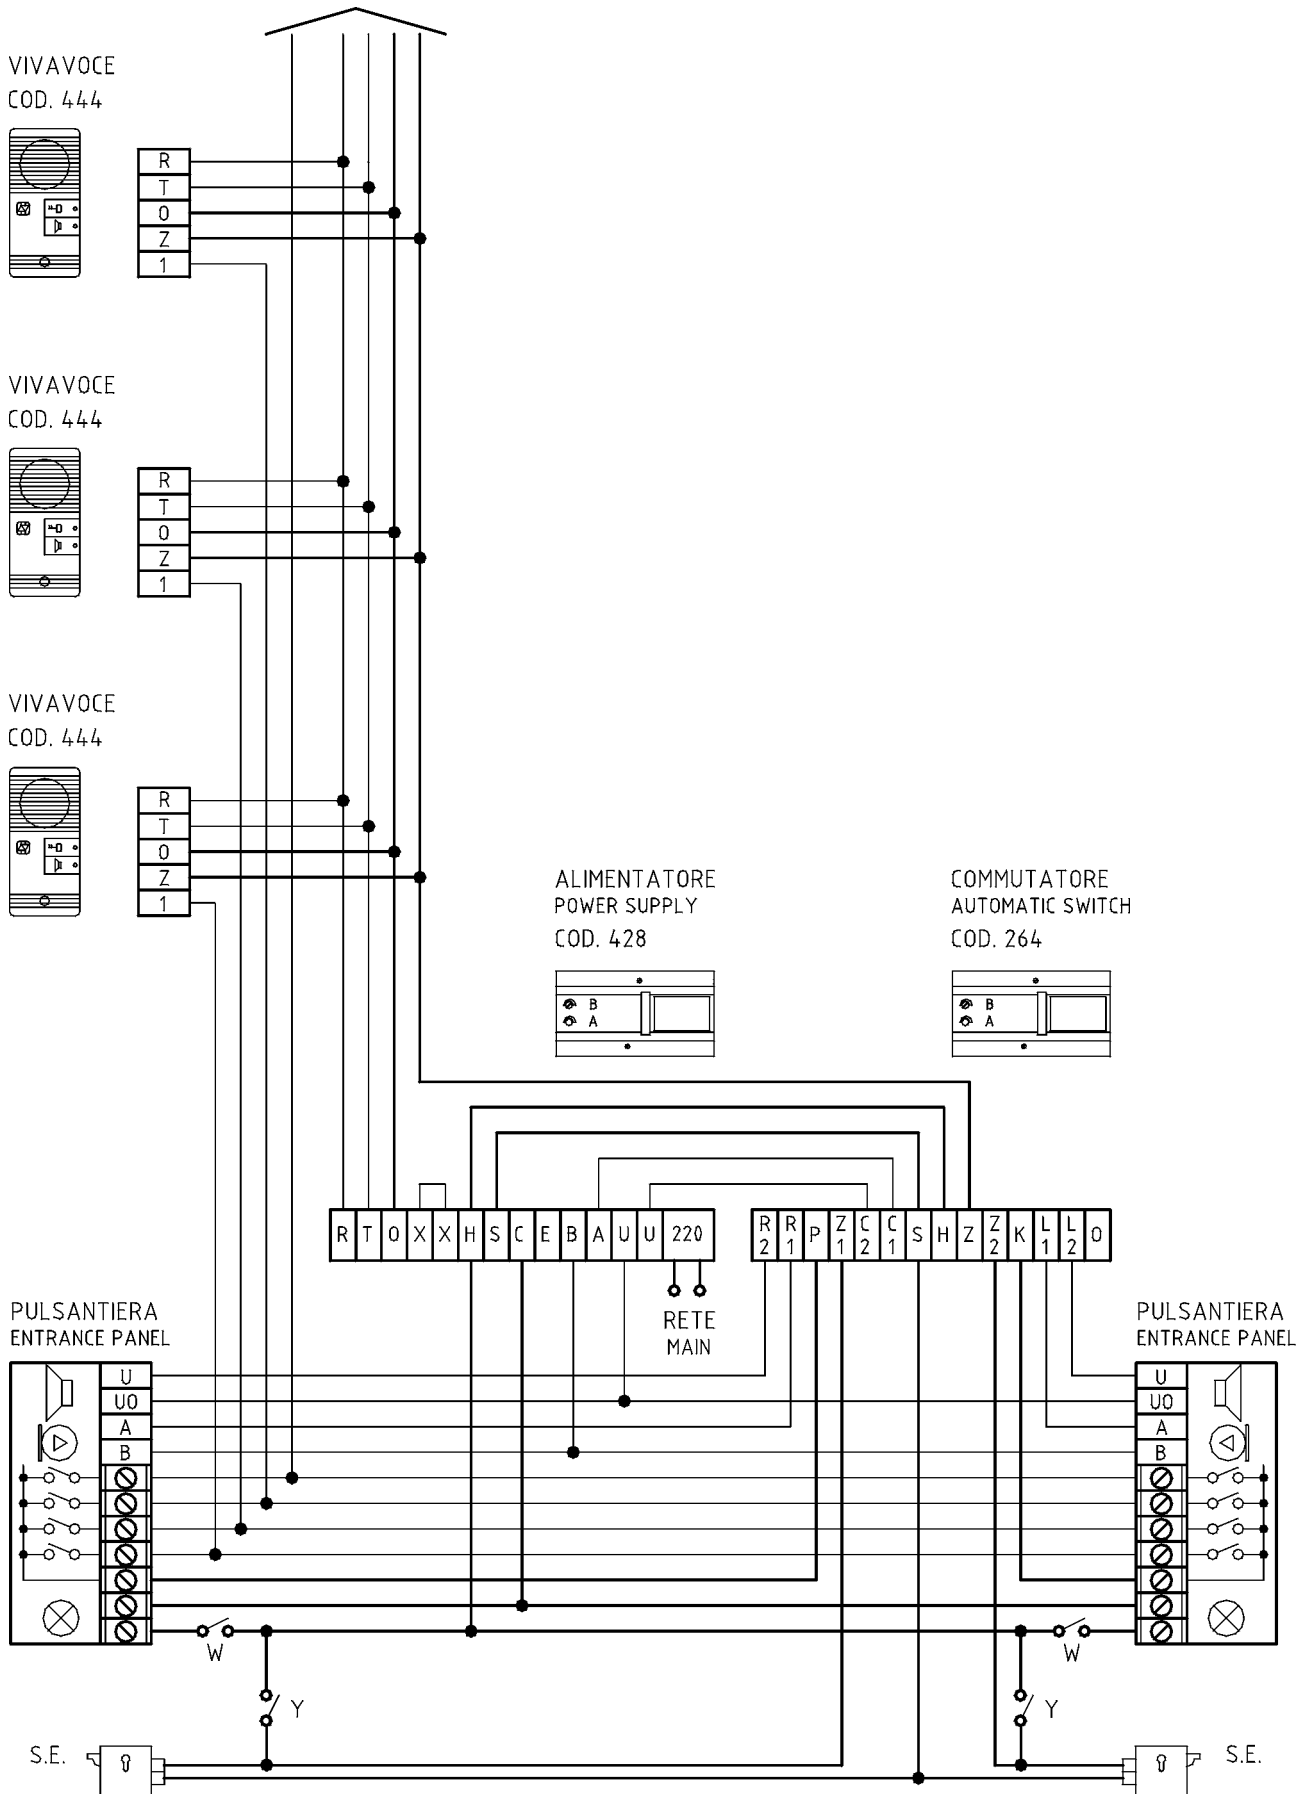 VIVAVOCE
COD. 444
R
T
0
Z
1
VIVAVOCE
COD. 444
R
T
0
Z
1
VIVAVOCE
COD. 444
R
T
0
Z
1
ALIMENTATORE
POWER SUPPLY
COD. 428
B
A
COMMUTATORE
AUTOMATIC SWITCH
COD. 264
B
A
R T O X X H S C E B A U U 220
R2 R1 P Z1 C2 C1 S H Z Z2 K L1 L2 O
RETE
MAIN
PULSANTIERA
ENTRANCE PANEL
U
U0
A
B
PULSANTIERA
ENTRANCE PANEL
U
U0
A
B
W
W
Y
Y
S.E.
S.E.